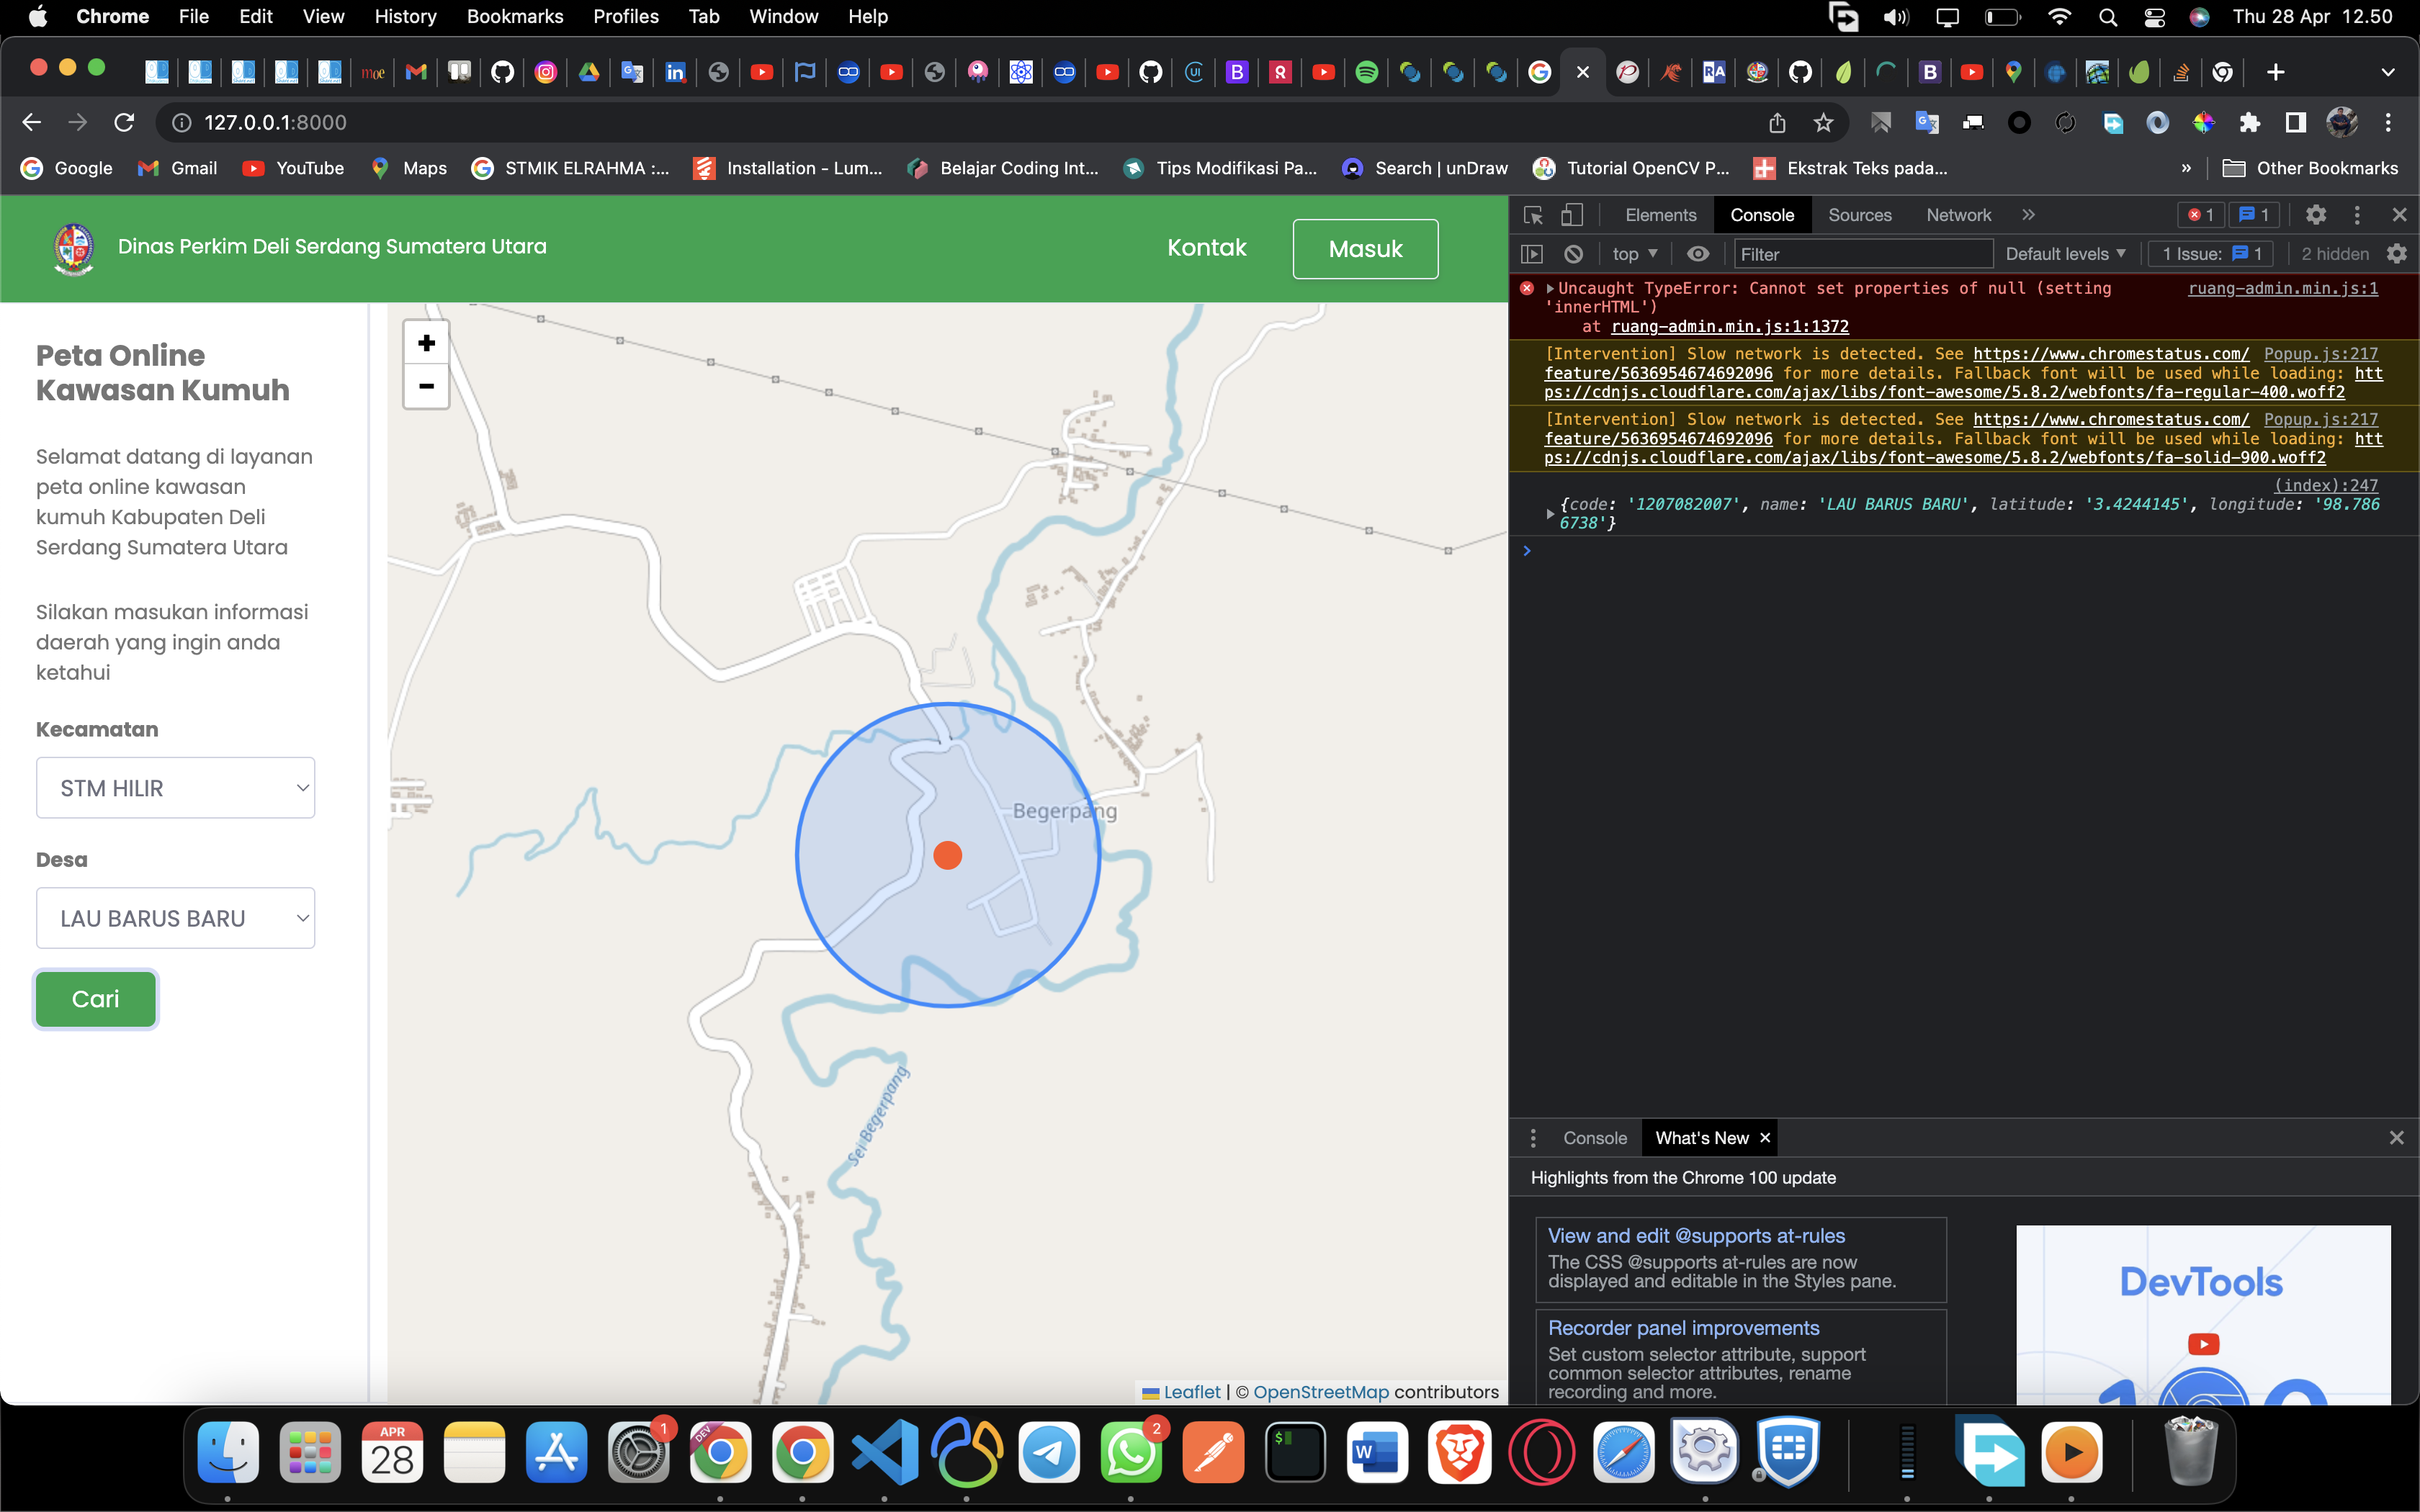 Chrome File Edit View History Bookmarks Profiles Tab Window Help Thu 28 Apr 12.50
127.0.0.1:8000
Google Gmail YouTube Maps STMIK ELRAHMA :... Installation - Lum... Belajar Coding Int... Tips Modifikasi Pa... Search | unDraw Tutorial OpenCV P... Ekstrak Teks pada... » Other Bookmarks
Dinas Perkim Deli Serdang Sumatera Utara Kontak Masuk
Peta Online
Kawasan Kumuh
Selamat datang di layanan
peta online kawasan
kumuh Kabupaten Deli
Serdang Sumatera Utara
Silakan masukan informasi
daerah yang ingin anda
ketahui
Kecamatan
STM HILIR
Desa
LAU BARUS BARU
Cari
+
−
Begerpang
Sei Begerpang
Leaflet | © OpenStreetMap contributors
Elements Console Sources Network » 1 1
top Filter Default levels 1 Issue: 1 2 hidden
Uncaught TypeError: Cannot set properties of null (setting ruang-admin.min.js:1
'innerHTML')
at ruang-admin.min.js:1:1372
[Intervention] Slow network is detected. See https://www.chromestatus.com/ Popup.js:217
feature/5636954674692096 for more details. Fallback font will be used while loading: htt
ps://cdnjs.cloudflare.com/ajax/libs/font-awesome/5.8.2/webfonts/fa-regular-400.woff2
[Intervention] Slow network is detected. See https://www.chromestatus.com/ Popup.js:217
feature/5636954674692096 for more details. Fallback font will be used while loading: htt
ps://cdnjs.cloudflare.com/ajax/libs/font-awesome/5.8.2/webfonts/fa-solid-900.woff2
(index):247
{code: '1207082007', name: 'LAU BARUS BARU', latitude: '3.4244145', longitude: '98.786
6738'}
Console What's New
Highlights from the Chrome 100 update
View and edit @supports at-rules
The CSS @supports at-rules are now
displayed and editable in the Styles pane.
Recorder panel improvements
Set custom selector attribute, support
common selector attributes, rename
recording and more.
DevTools
APR
28
1
DEV
2
W